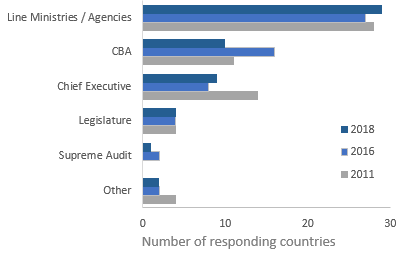 Line Ministries / Agencies
CBA
Chief Executive
Legislature
Supreme Audit
Other
2018
2016
2011
0
10
20
30
Number of responding countries